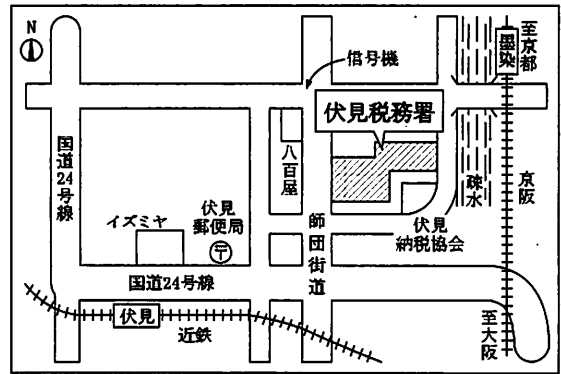 N
信号機
至京都
墨染
伏見税務署
国道24号線
八百屋
疏水
京阪
イズミヤ
伏見
郵便局
〒
師団街道
伏見
納税協会
国道24号線
伏見
近鉄
至大阪